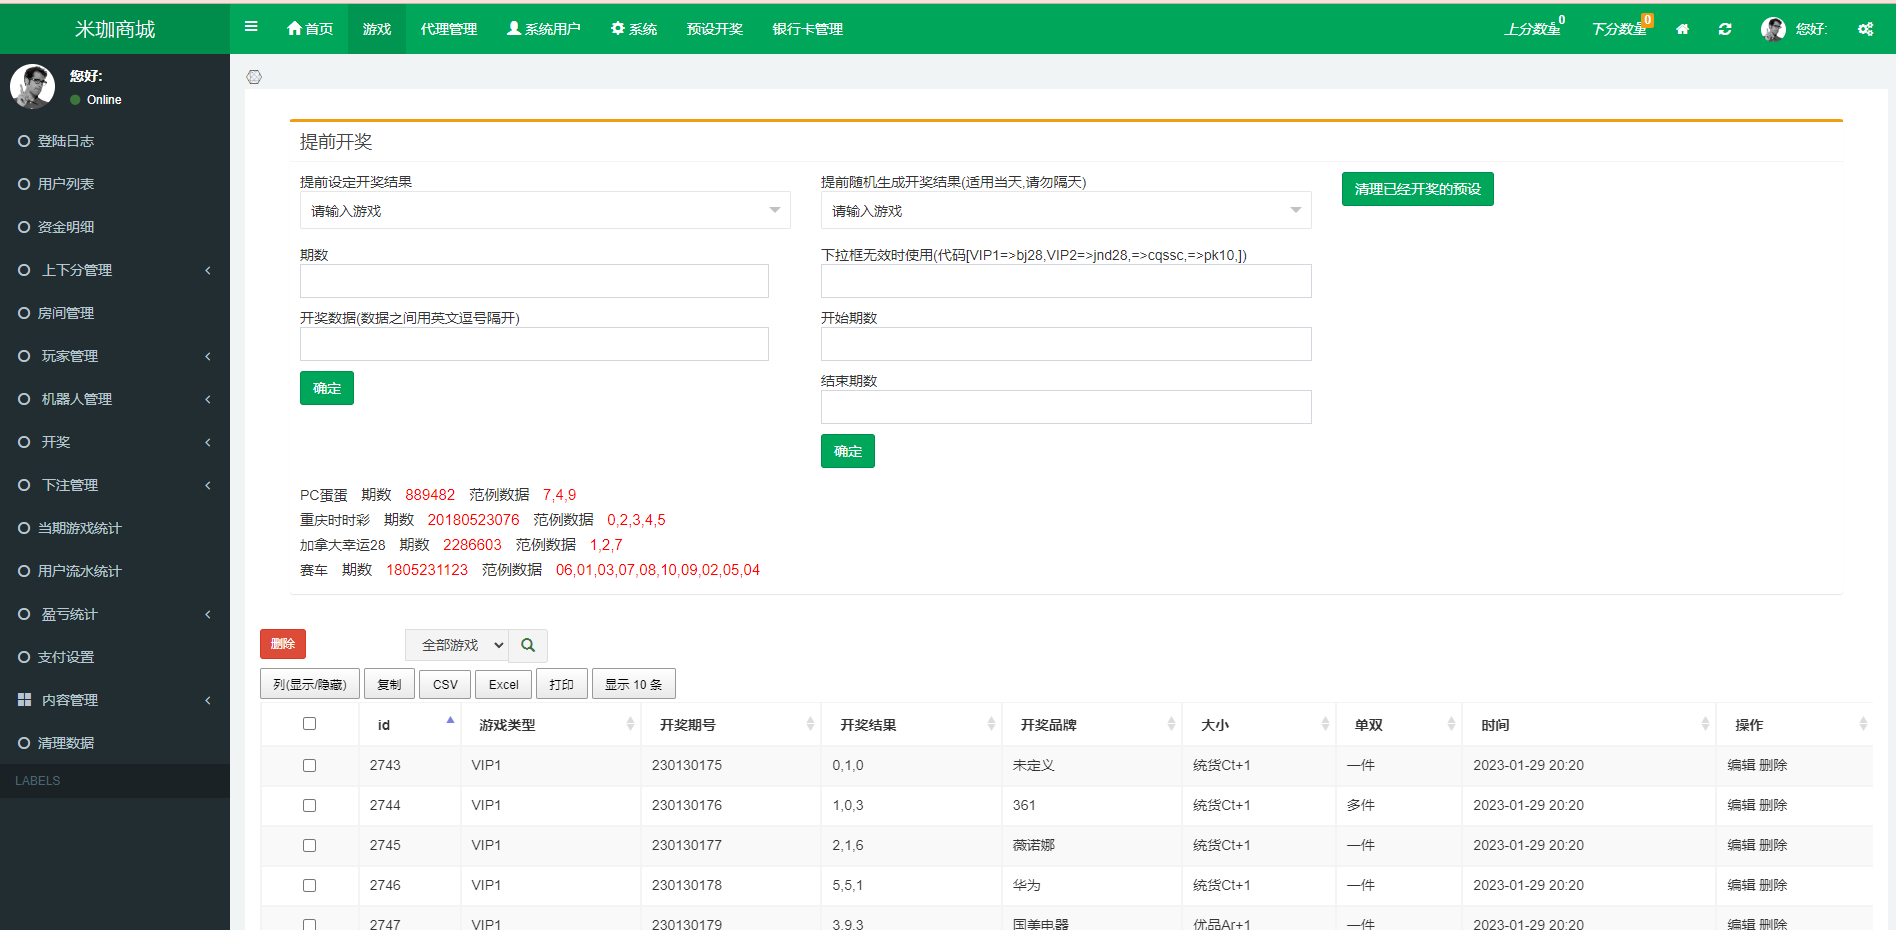 米珈商城
首页 游戏 代理管理 系统用户 系统 预设开奖 银行卡管理 上分数量 0 下分数量 0 您好:
您好:
Online
登陆日志
用户列表
资金明细
上下分管理
房间管理
玩家管理
机器人管理
开奖
下注管理
当期游戏统计
用户流水统计
盈亏统计
支付设置
内容管理
清理数据
LABELS
提前开奖
提前设定开奖结果
请输入游戏
期数
开奖数据(数据之间用英文逗号隔开)
确定
提前随机生成开奖结果(适用当天,请勿隔天)
请输入游戏
下拉框无效时使用(代码[VIP1=>bj28,VIP2=>jnd28,=>cqssc,=>pk10,])
开始期数
结束期数
确定
清理已经开奖的预设
PC蛋蛋 期数 889482 范例数据 7,4,9
重庆时时彩 期数 20180523076 范例数据 0,2,3,4,5
加拿大幸运28 期数 2286603 范例数据 1,2,7
赛车 期数 1805231123 范例数据 06,01,03,07,08,10,09,02,05,04
删除 全部游戏
列(显示/隐藏) 复制 CSV Excel 打印 显示 10 条
id 游戏类型 开奖期号 开奖结果 开奖品牌 大小 单双 时间 操作
2743 VIP1 230130175 0,1,0 未定义 统货Ct+1 一件 2023-01-29 20:20 编辑 删除
2744 VIP1 230130176 1,0,3 361 统货Ct+1 多件 2023-01-29 20:20 编辑 删除
2745 VIP1 230130177 2,1,6 薇诺娜 统货Ct+1 一件 2023-01-29 20:20 编辑 删除
2746 VIP1 230130178 5,5,1 华为 统货Ct+1 一件 2023-01-29 20:20 编辑 删除
2747 VIP1 230130179 3,9,3 国美电器 优品Ar+1 一件 2023-01-29 20:20 编辑 删除